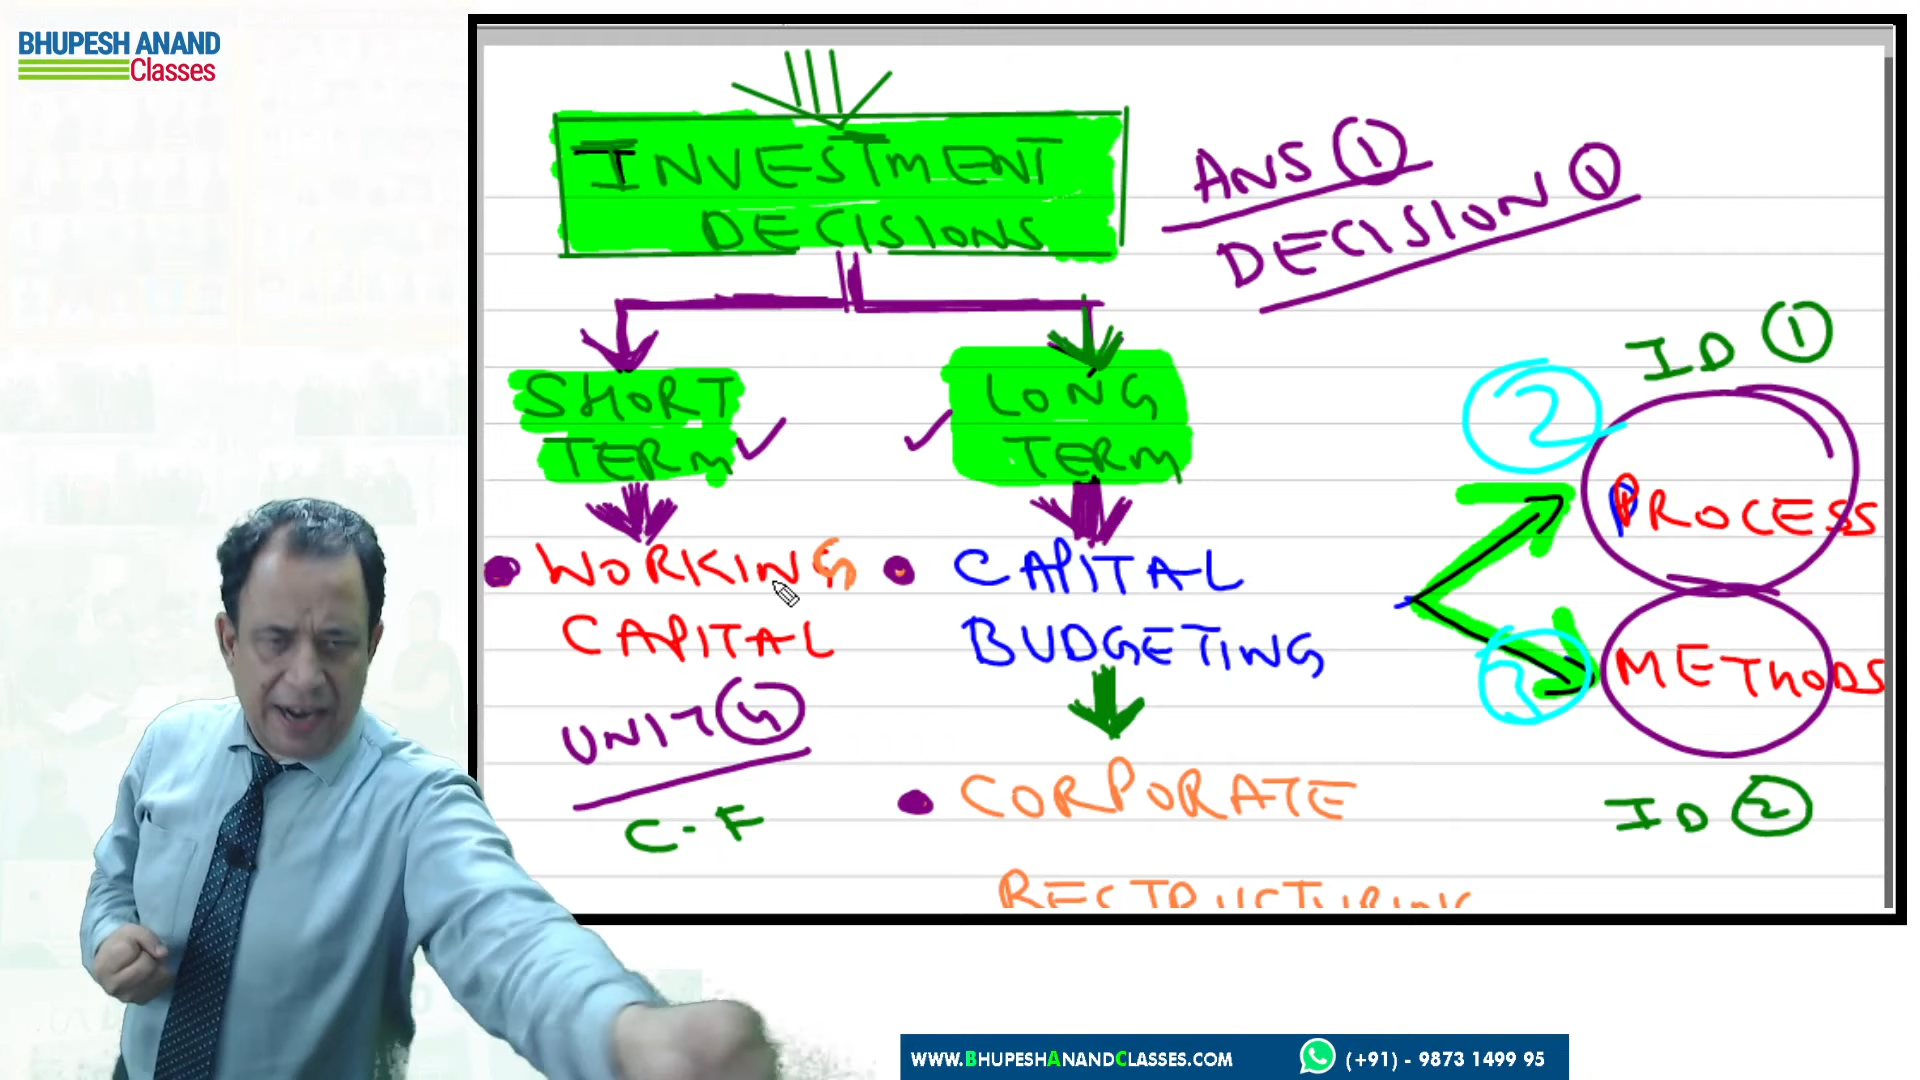 BHUPESH ANAND
Classes
INVESTMENT
DECISIONS
ANS 1
DECISION 1
SHORT
TERM
LONG
TERM
ID 1
2
PROCESS
WORKING
CAPITAL
UNIT 4
C-F
CAPITAL
BUDGETING
METHODS
ID 2
CORPORATE
RESTRUCTURING
WWW.BHUPESHANANDCLASSES.COM
(+91) - 9873 1499 95